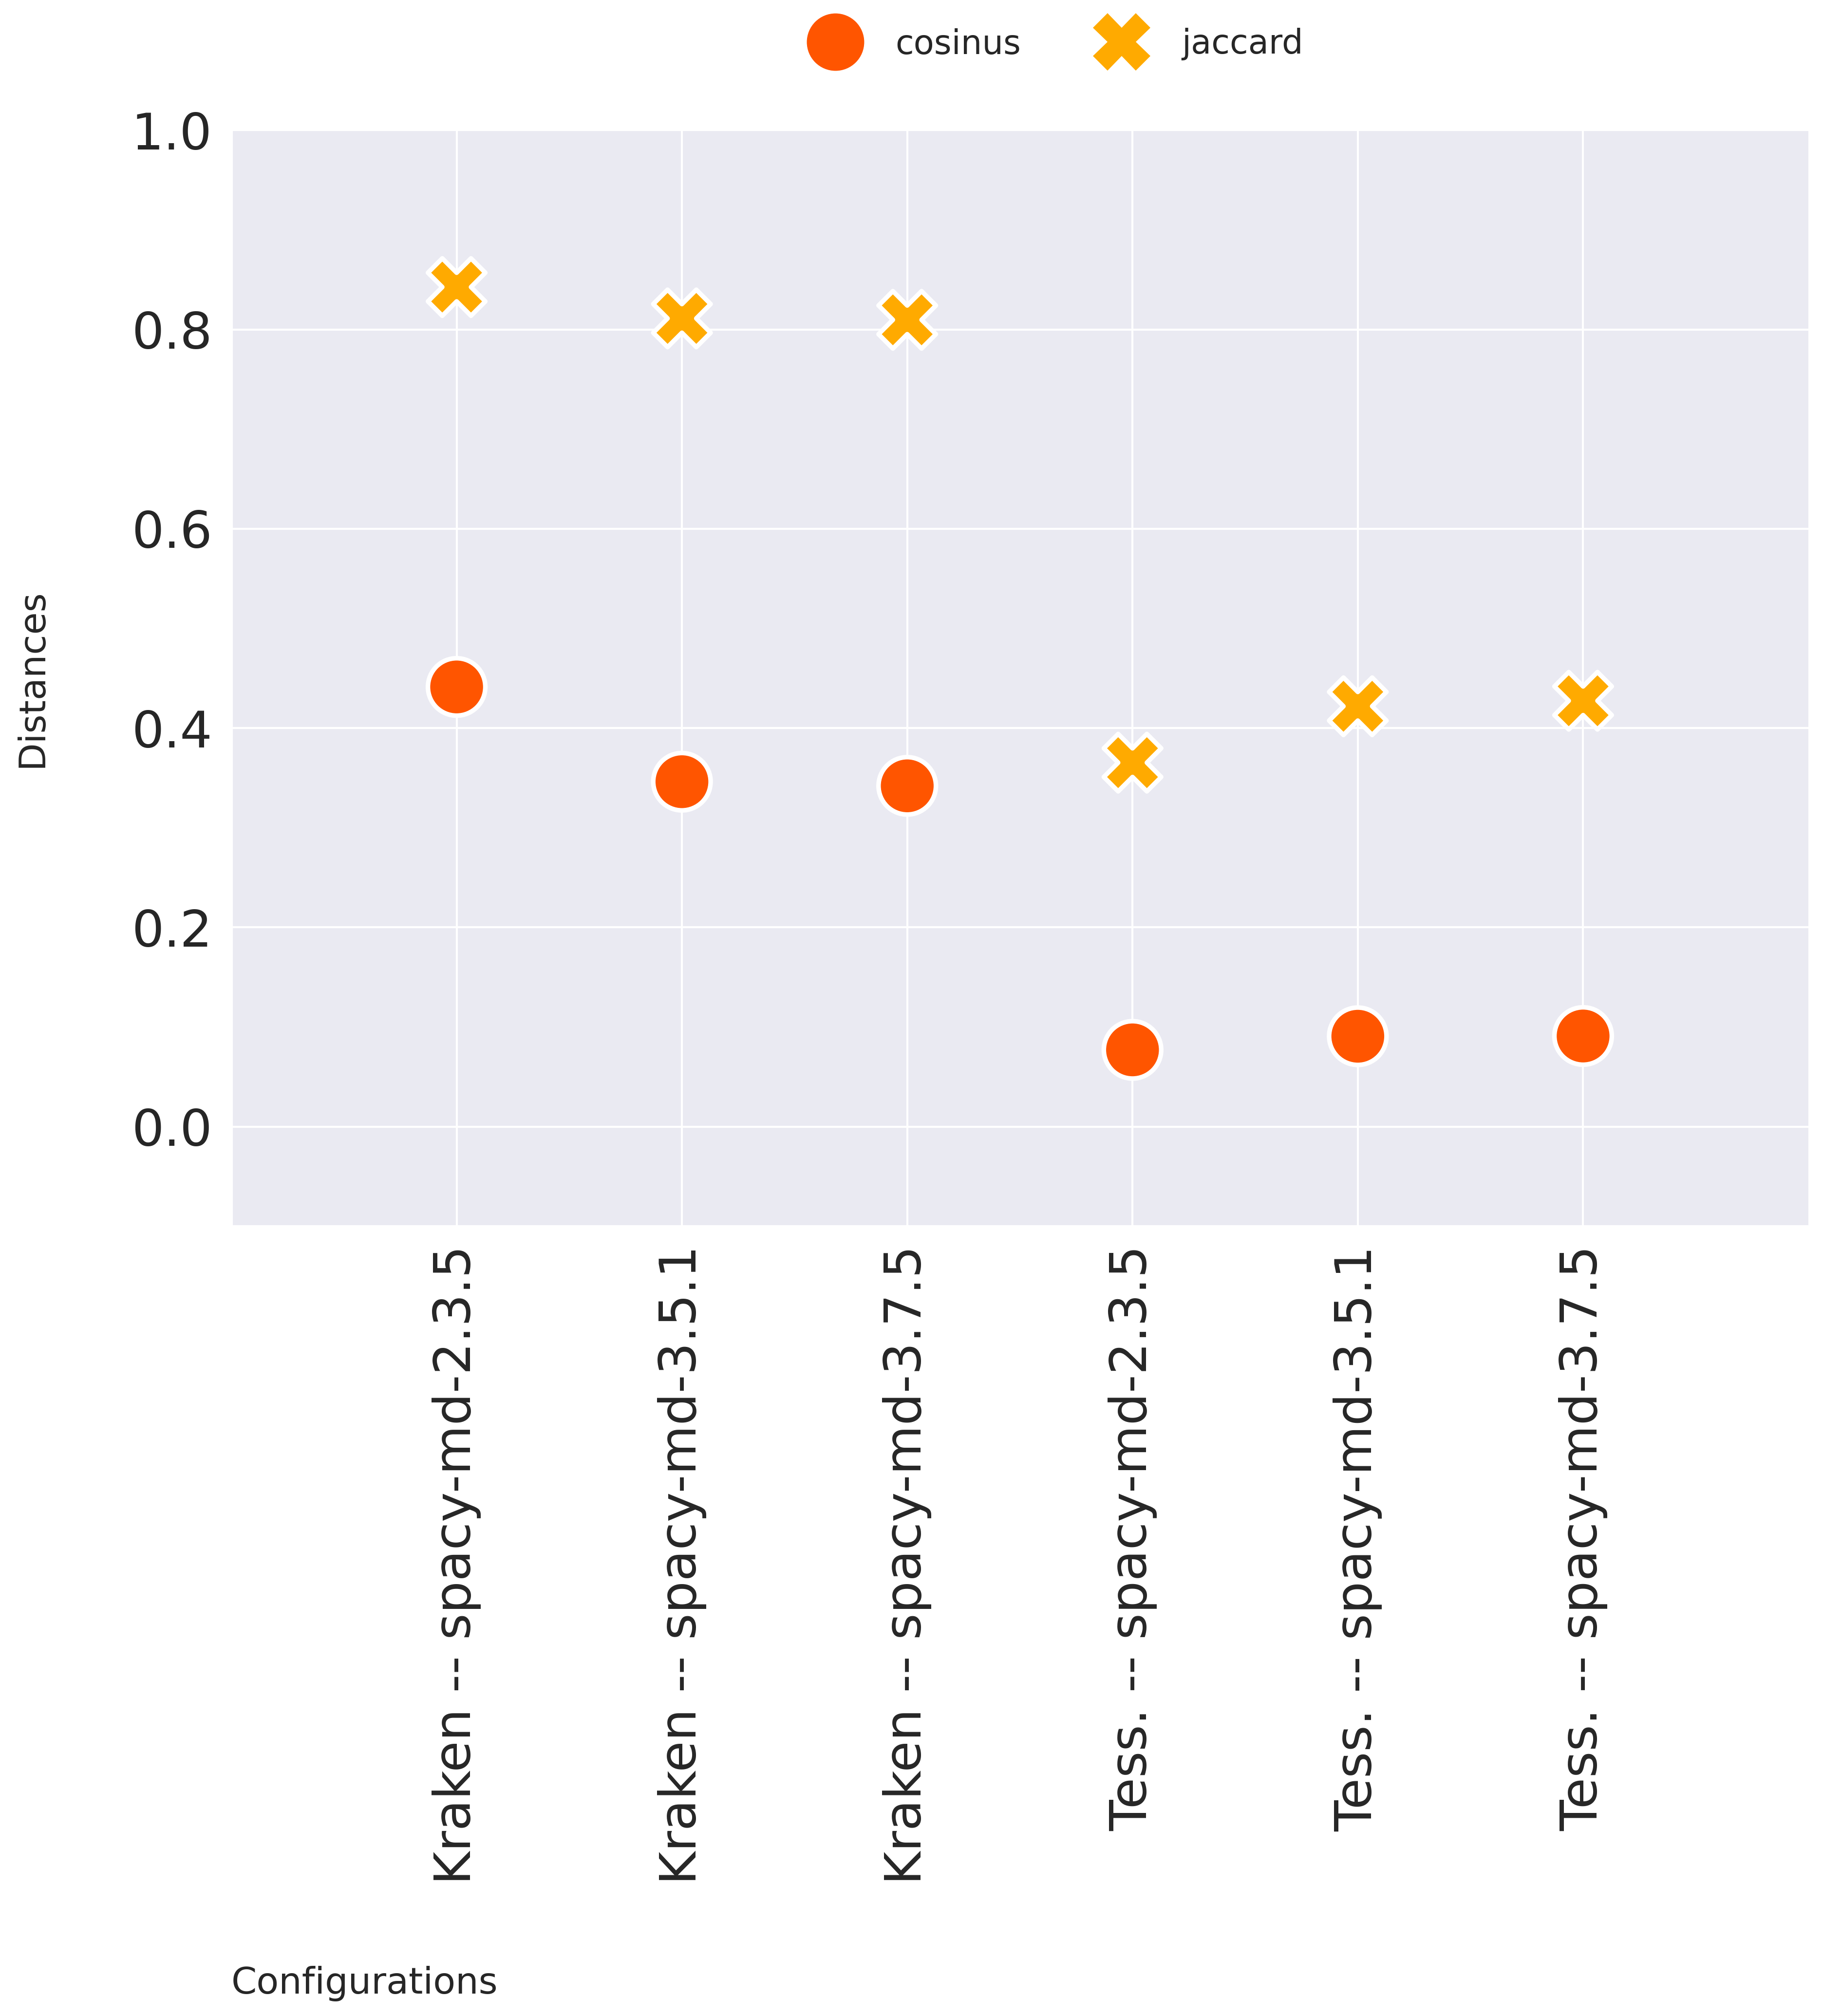 cosinus jaccard
1.0
0.8
0.6
0.4
0.2
0.0
Distances
Kraken -- spacy-md-2.3.5
Kraken -- spacy-md-3.5.1
Kraken -- spacy-md-3.7.5
Tess. -- spacy-md-2.3.5
Tess. -- spacy-md-3.5.1
Tess. -- spacy-md-3.7.5
Configurations